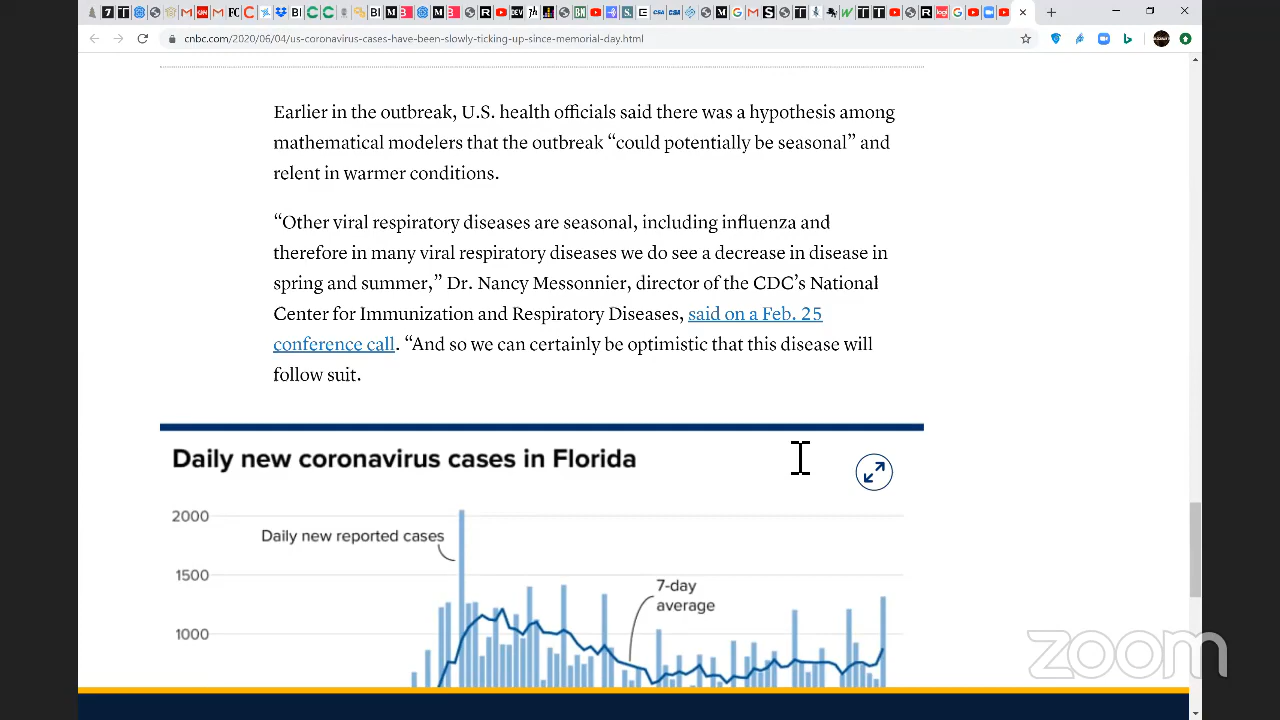 cnbc.com/2020/06/04/us-coronavirus-cases-have-been-slowly-ticking-up-since-memorial-day.html
Earlier in the outbreak, U.S. health officials said there was a hypothesis among
mathematical modelers that the outbreak “could potentially be seasonal” and
relent in warmer conditions.
“Other viral respiratory diseases are seasonal, including influenza and
therefore in many viral respiratory diseases we do see a decrease in disease in
spring and summer,” Dr. Nancy Messonnier, director of the CDC’s National
Center for Immunization and Respiratory Diseases, said on a Feb. 25
conference call. “And so we can certainly be optimistic that this disease will
follow suit.
Daily new coronavirus cases in Florida
2000
Daily new reported cases
1500
7-day
average
1000
zoom